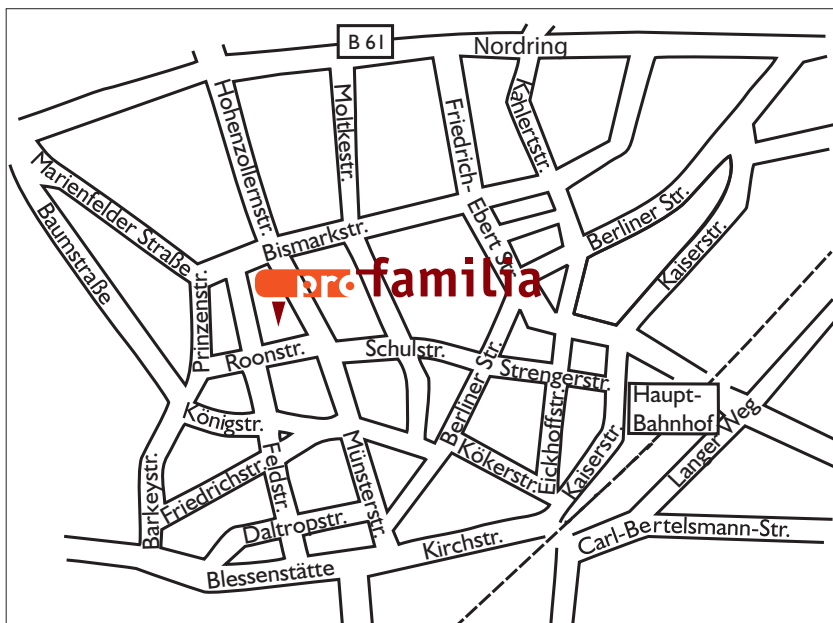 B 61
Nordring
Hohenzollernstr.
Moltkestr.
Friedrich-
Ebert Str.
Kahlertstr.
Marienfelder Straße
Baumstraße
Bismarkstr.
Berliner Str.
Kaiserstr.
pro familia
Prinzenstr.
Roonstr.
Schulstr.
Berliner Str.
Strengerstr.
Haupt-
Bahnhof
Königstr.
Feldstr.
Münsterstr.
Kökerstr.
Eickhoffstr.
Kaiserstr.
Langer Weg
Barkeystr.
Friedrichstr.
Daltropstr.
Kirchstr.
Carl-Bertelsmann-Str.
Blessenstätte